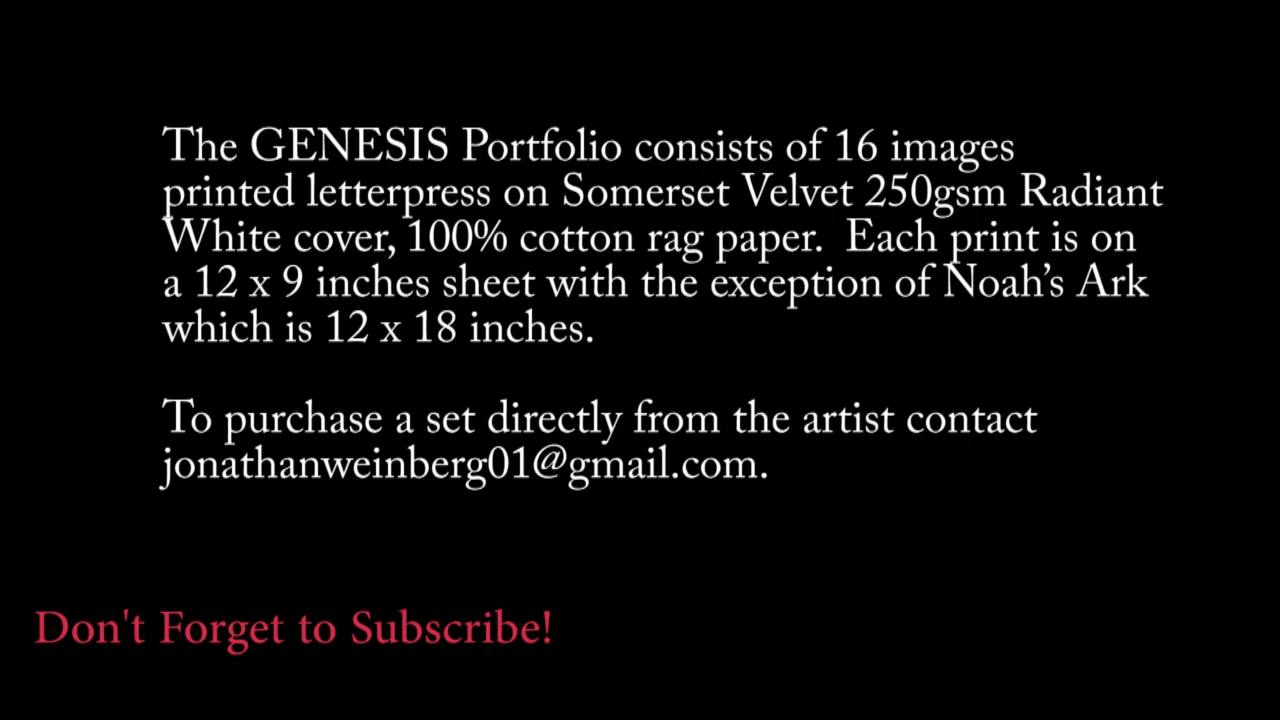 The GENESIS Portfolio consists of 16 images
printed letterpress on Somerset Velvet 250gsm Radiant
White cover, 100% cotton rag paper.  Each print is on
a 12 x 9 inches sheet with the exception of Noah’s Ark
which is 12 x 18 inches.
To purchase a set directly from the artist contact
jonathanweinberg01@gmail.com.
Don't Forget to Subscribe!